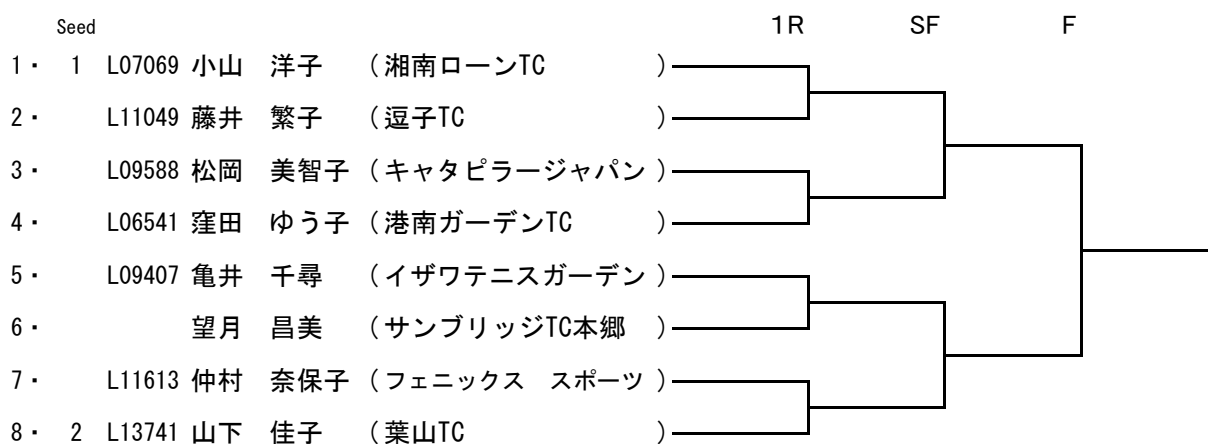 Seed 1R SF F
1・ 1 L07069 小山 洋子 (湘南ローンTC )
2・ L11049 藤井 繁子 (逗子TC )
3・ L09588 松岡 美智子 (キャタピラージャパン )
4・ L06541 窪田 ゆう子 (港南ガーデンTC )
5・ L09407 亀井 千尋 (イザワテニスガーデン )
6・ 望月 昌美 (サンブリッジTC本郷 )
7・ L11613 仲村 奈保子 (フェニックス スポーツ )
8・ 2 L13741 山下 佳子 (葉山TC )